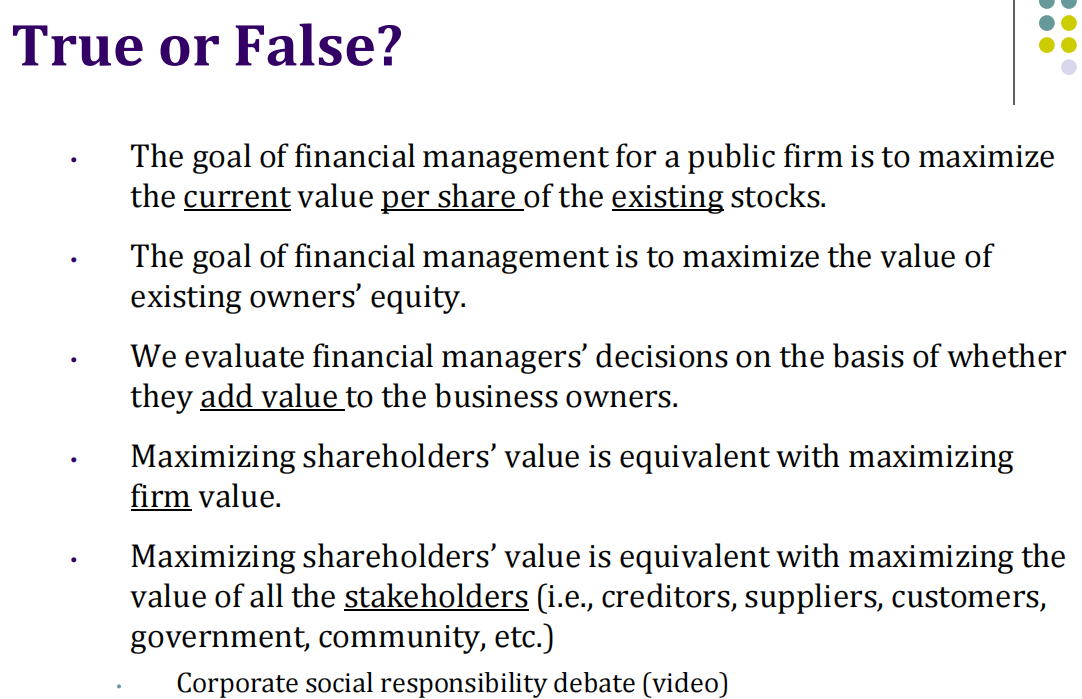 True or False?
• The goal of financial management for a public firm is to maximize
the current value per share of the existing stocks.
• The goal of financial management is to maximize the value of
existing owners’ equity.
• We evaluate financial managers’ decisions on the basis of whether
they add value to the business owners.
• Maximizing shareholders’ value is equivalent with maximizing
firm value.
• Maximizing shareholders’ value is equivalent with maximizing the
value of all the stakeholders (i.e., creditors, suppliers, customers,
government, community, etc.)
• Corporate social responsibility debate (video)